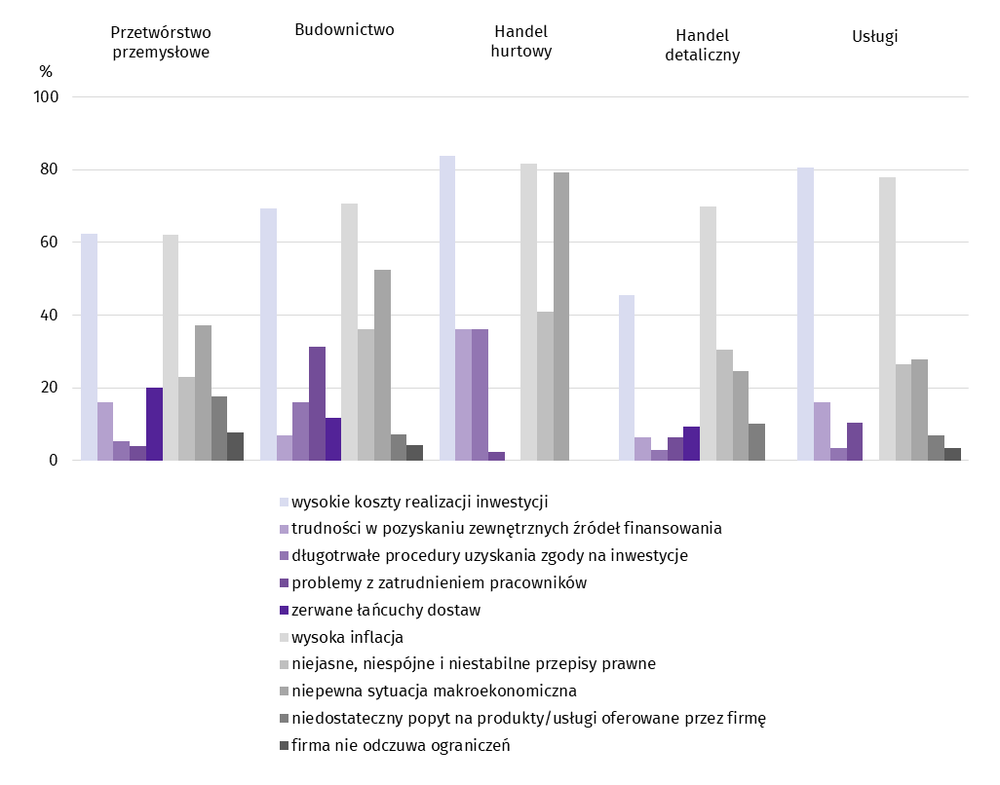 Przetwórstwo
przemysłowe
Budownictwo
Handel
hurtowy
Handel
detaliczny
Usługi
%
100
80
60
40
20
0
wysokie koszty realizacji inwestycji
trudności w pozyskaniu zewnętrznych źródeł finansowania
długotrwałe procedury uzyskania zgody na inwestycje
problemy z zatrudnieniem pracowników
zerwane łańcuchy dostaw
wysoka inflacja
niejasne, niespójne i niestabilne przepisy prawne
niepewna sytuacja makroekonomiczna
niedostateczny popyt na produkty/usługi oferowane przez firmę
firma nie odczuwa ograniczeń